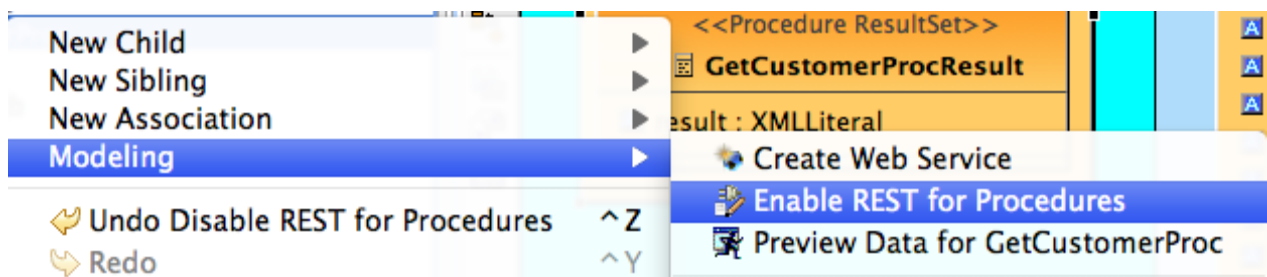 New Child
New Sibling
New Association
Modeling
Undo Disable REST for Procedures ^Z
Redo ^Y
<<Procedure ResultSet>>
GetCustomerProcResult
esult : XMLLiteral
Create Web Service
Enable REST for Procedures
Preview Data for GetCustomerProc
A
A
A